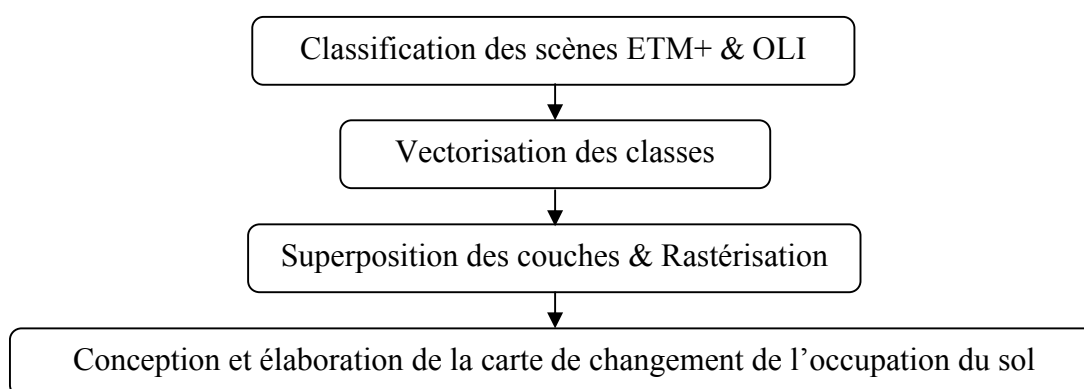 Classification des scènes ETM+ & OLI
Vectorisation des classes
Superposition des couches & Rastérisation
Conception et élaboration de la carte de changement de l’occupation du sol